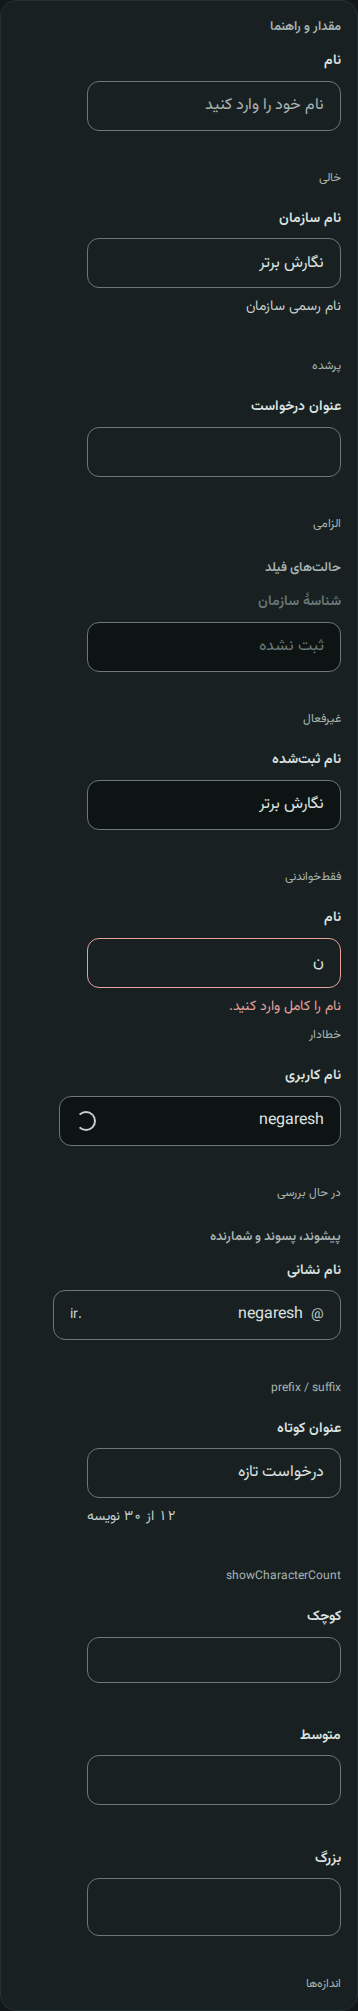 مقدار و راهنما
نام
نام خود را وارد کنید
خالی
نام سازمان
نگارش برتر
نام رسمی سازمان
پرشده
عنوان درخواست
الزامی
حالت‌های فیلد
شناسهٔ سازمان
ثبت نشده
غیرفعال
نام ثبت‌شده
نگارش برتر
فقط‌خواندنی
نام
ن
نام را کامل وارد کنید.
خطادار
نام کاربری
negaresh
در حال بررسی
پیشوند، پسوند و شمارنده
نام نشانی
@ negaresh .ir
prefix / suffix
عنوان کوتاه
درخواست تازه
۱۲ از ۳۰ نویسه
showCharacterCount
کوچک
متوسط
بزرگ
اندازه‌ها